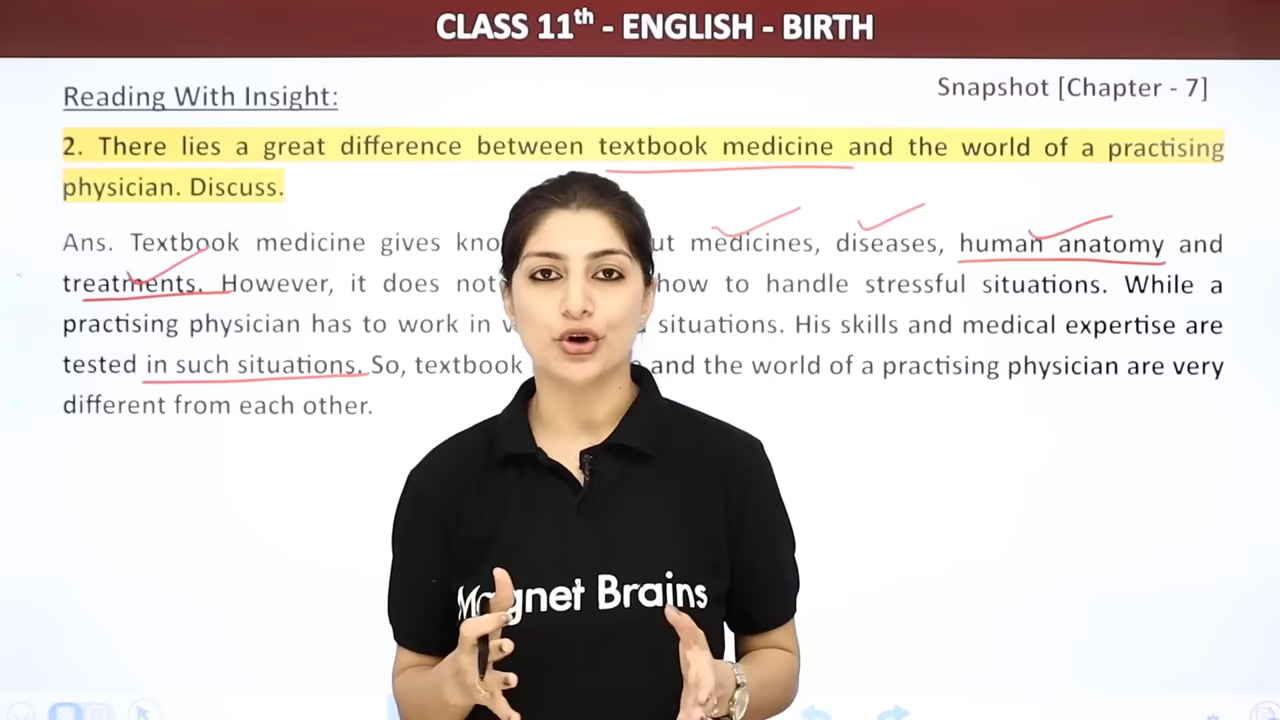 CLASS 11th - ENGLISH - BIRTH
Snapshot [Chapter - 7]
Reading With Insight:
2. There lies a great difference between textbook medicine and the world of a practising
physician. Discuss.
Ans. Textbook medicine gives medicines, diseases, human anatomy and
treatments. However, it does not how to handle stressful situations. While a
practising physician has to work in situations. His skills and medical expertise are
tested in such situations. So, textbook and the world of a practising physician are very
different from each other.
Magnet Brains